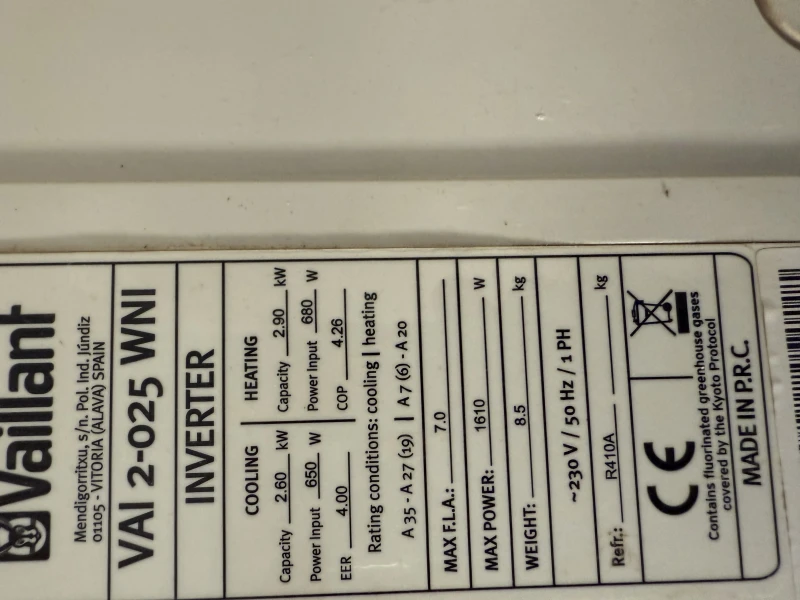 Vaillant
Mendigorritxu, s/n. Pol. Ind. Júndiz
01105 - VITORIA (ALAVA) SPAIN
VAI 2-025 WNI
INVERTER
COOLING
Capacity 2.60 kW
Power Input 650 W
EER 4.00
HEATING
Capacity 2.90 kW
Power Input 680 W
COP 4.26
Rating conditions: cooling | heating
A 35 - A 27 (19) | A 7 (6) - A 20
MAX F.L.A.: 7.0
MAX POWER: 1610 W
WEIGHT: 8.5 kg
~230 V / 50 Hz / 1 PH
Refr.: R410A kg
CE
Contains fluorinated greenhouse gases
covered by the Kyoto Protocol
MADE IN P.R.C.